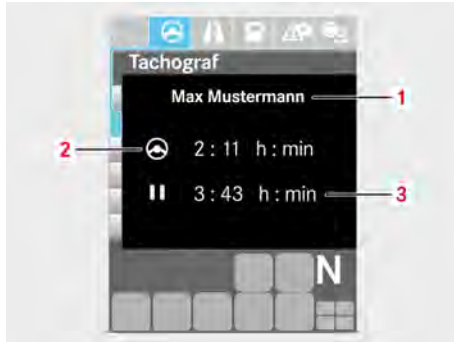 Tachograf
Max Mustermann 1
2 2 : 11 h : min
3 : 43 h : min 3
N